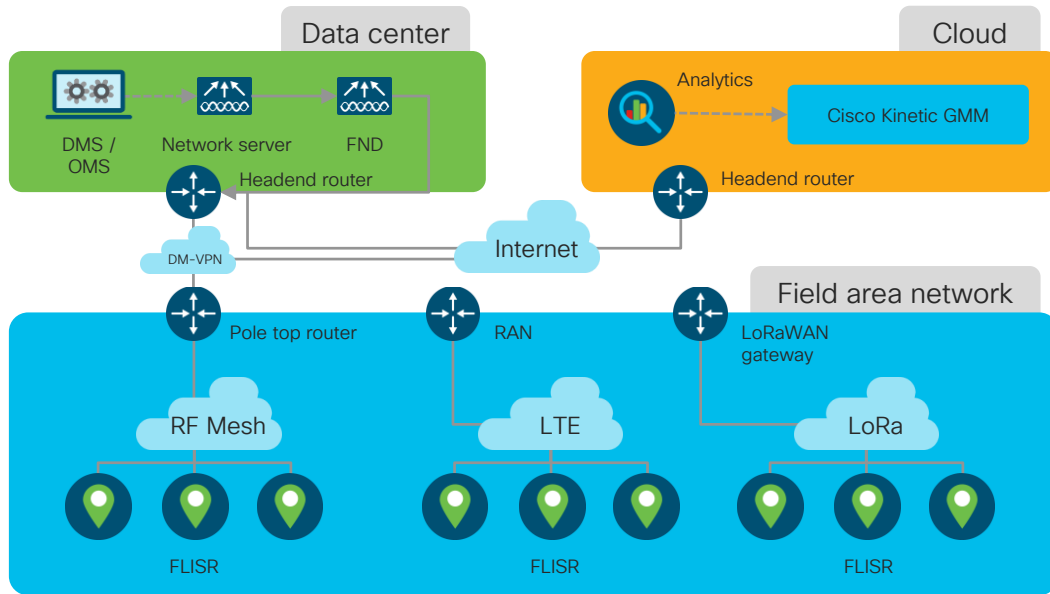 Data center
Cloud
Analytics
Cisco Kinetic GMM
DMS /
OMS
Network server
FND
Headend router
Headend router
Internet
DM-VPN
Field area network
Pole top router
RAN
LoRaWAN
gateway
RF Mesh
LTE
LoRa
FLISR
FLISR
FLISR